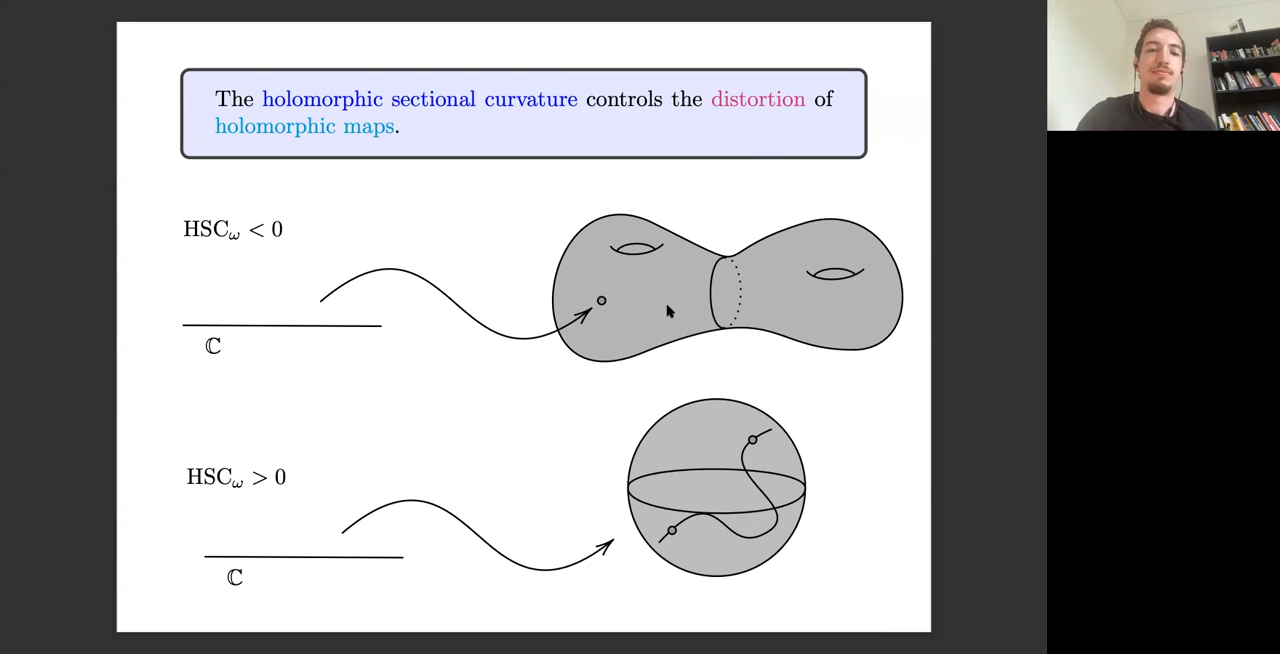 The holomorphic sectional curvature controls the distortion of
holomorphic maps.
HSC_ω < 0
ℂ
HSC_ω > 0
ℂ